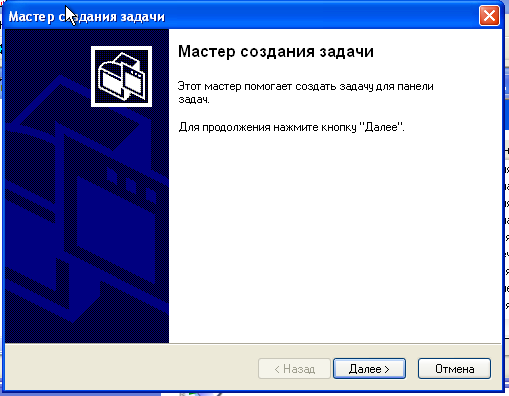 Мастер создания задачи
Мастер создания задачи
Этот мастер помогает создать задачу для панели
задач.
Для продолжения нажмите кнопку "Далее".
< Назад
Далее >
Отмена